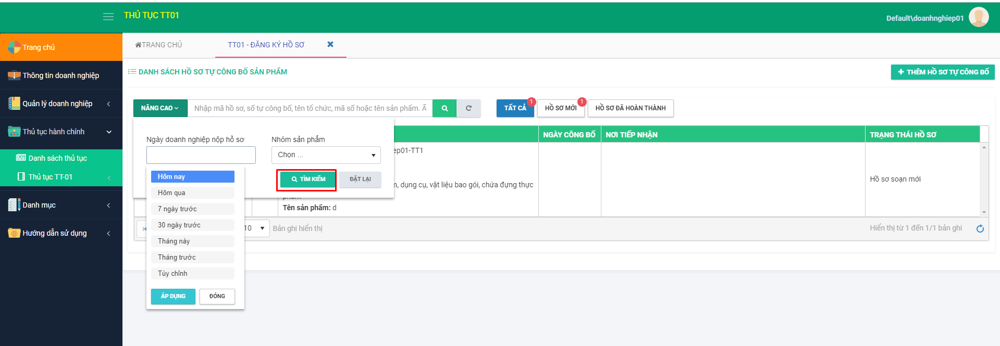 THỦ TỤC TT01
Default\doanhnghiep01
Trang chủ
Thông tin doanh nghiệp
Quản lý doanh nghiệp
Thủ tục hành chính
Danh sách thủ tục
Thủ tục TT-01
Danh mục
Hướng dẫn sử dụng
TRANG CHỦ
TT01 - ĐĂNG KÝ HỒ SƠ
DANH SÁCH HỒ SƠ TỰ CÔNG BỐ SẢN PHẨM
THÊM HỒ SƠ TỰ CÔNG BỐ
NÂNG CAO
Nhập mã hồ sơ, số tự công bố, tên tổ chức, mã số hoặc tên sản phẩm.
TẤT CẢ 1
HỒ SƠ MỚI 1
HỒ SƠ ĐÃ HOÀN THÀNH
Ngày doanh nghiệp nộp hồ sơ
Nhóm sản phẩm
Chọn ...
TÌM KIẾM
ĐẶT LẠI
Hôm nay
Hôm qua
7 ngày trước
30 ngày trước
Tháng này
Tháng trước
Tùy chỉnh
ÁP DỤNG
ĐÓNG
NGÀY CÔNG BỐ
NƠI TIẾP NHẬN
TRẠNG THÁI HỒ SƠ
ep01-TT1
, dụng cụ, vật liệu bao gói, chứa đựng thực
phẩm
Tên sản phẩm: d
Hồ sơ soạn mới
10
Bản ghi hiển thị
Hiển thị từ 1 đến 1/1 bản ghi